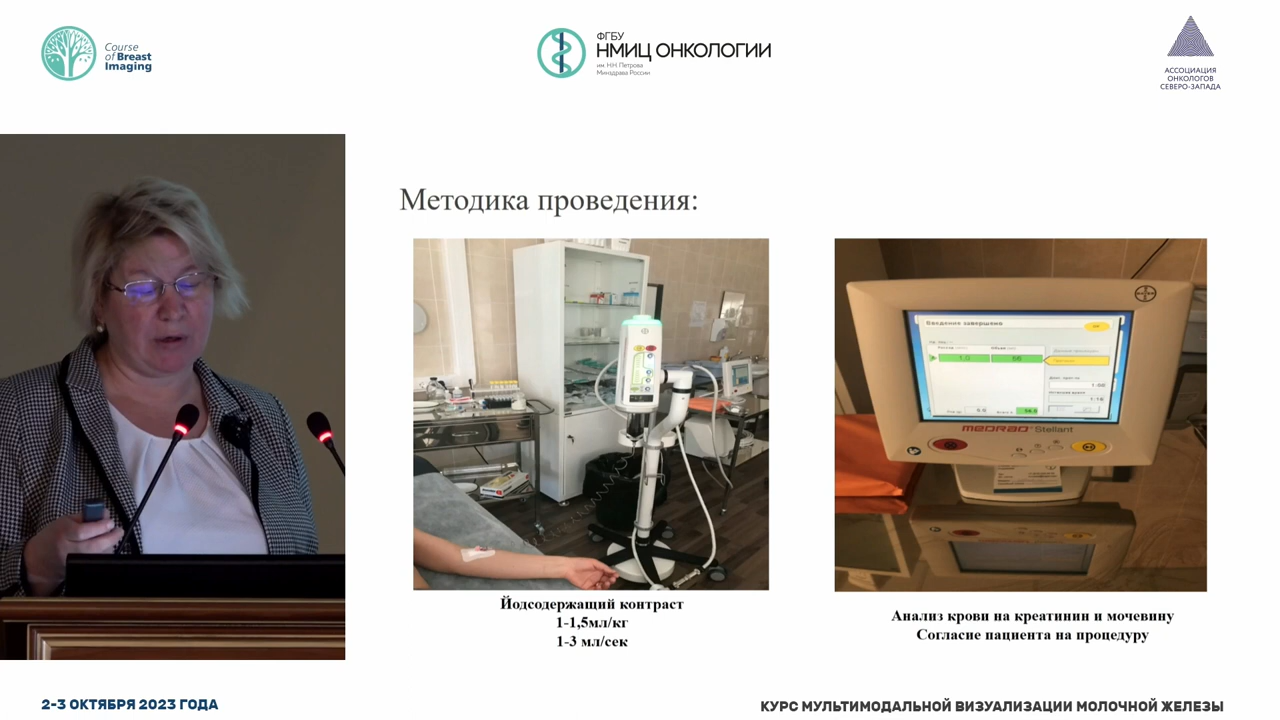 Course
of Breast
Imaging
ФГБУ
НМИЦ ОНКОЛОГИИ
им. Н.Н. Петрова
Минздрава России
АССОЦИАЦИЯ
ОНКОЛОГОВ
СЕВЕРО-ЗАПАДА
Методика проведения:
Введение завершено
MEDRAD Stellant
Йодсодержащий контраст
1-1,5мл/кг
1-3 мл/сек
Анализ крови на креатинин и мочевину
Согласие пациента на процедуру
2-3 ОКТЯБРЯ 2023 ГОДА
КУРС МУЛЬТИМОДАЛЬНОЙ ВИЗУАЛИЗАЦИИ МОЛОЧНОЙ ЖЕЛЕЗЫ